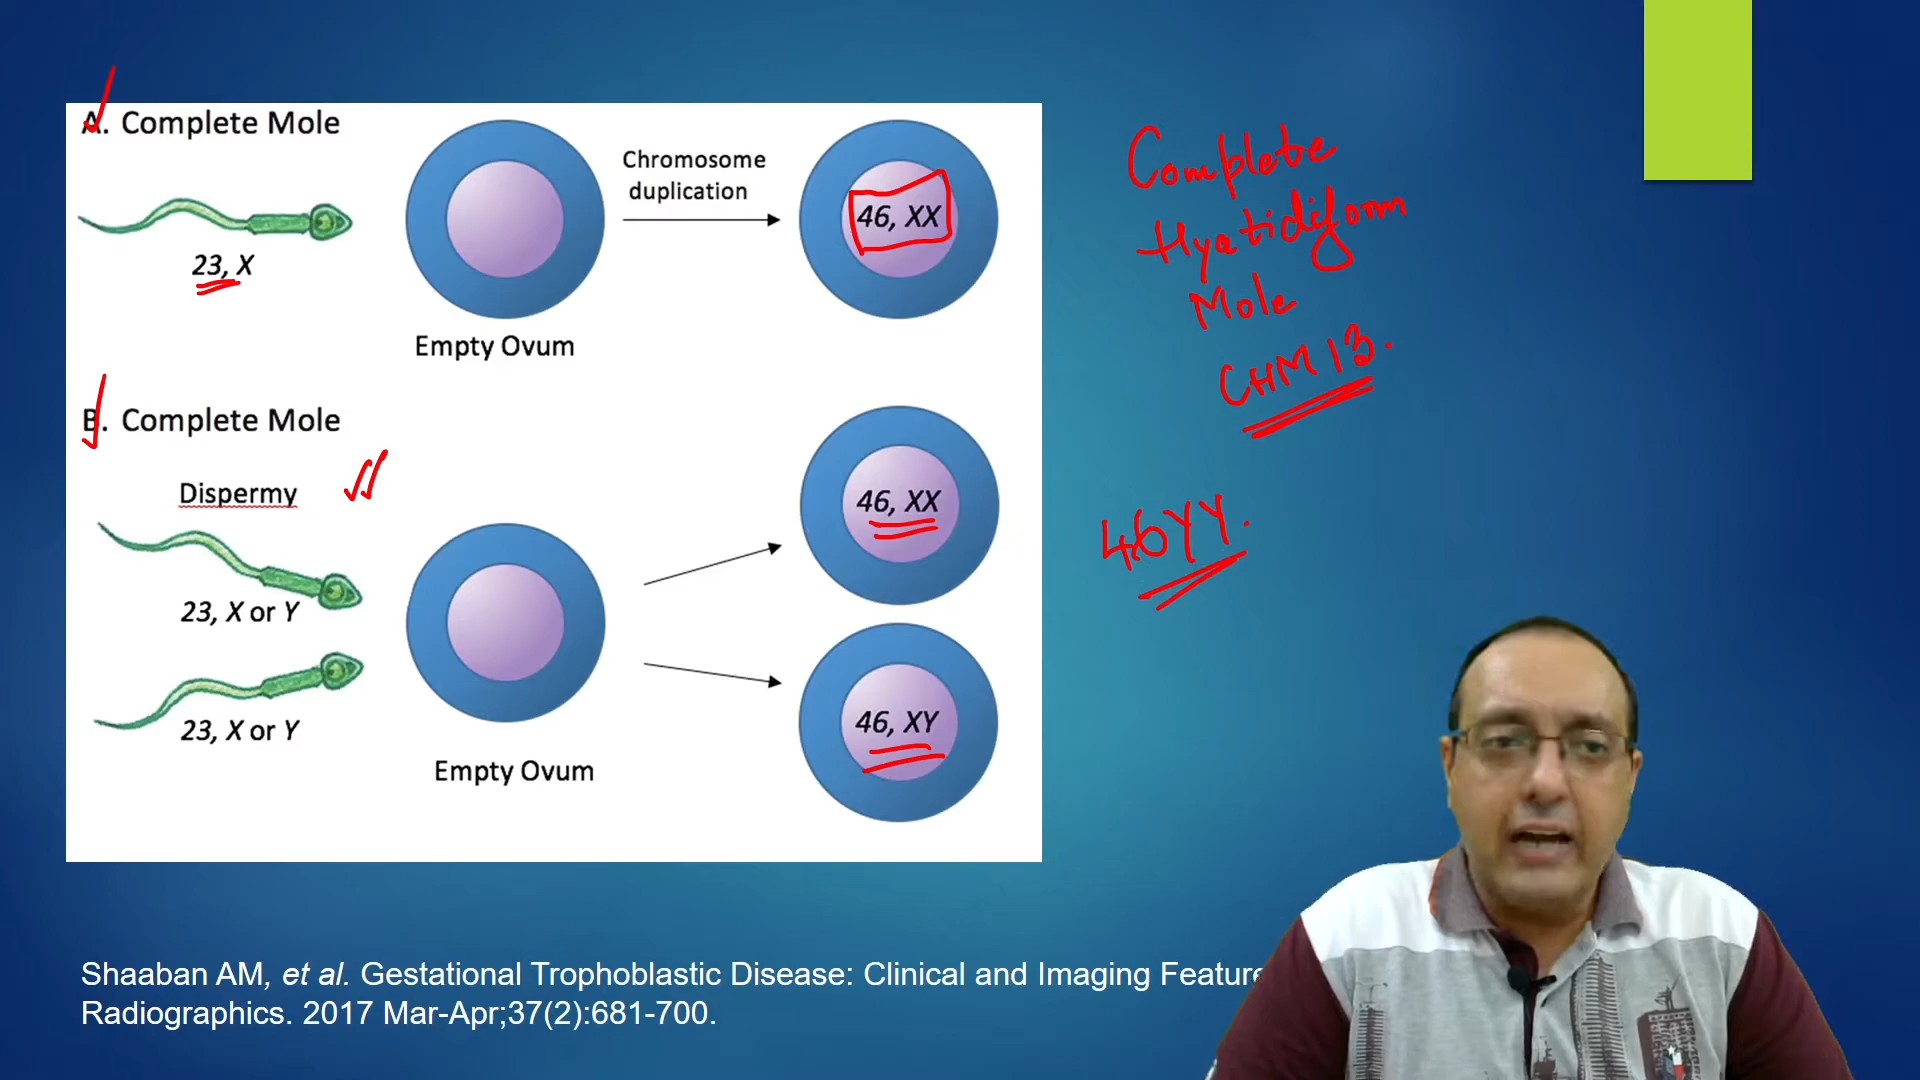 A. Complete Mole
Chromosome
duplication
46, XX
23, X
Empty Ovum
B. Complete Mole
Dispermy
46, XX
23, X or Y
46, XY
23, X or Y
Empty Ovum
Complete
Hyatidiform
Mole
CHM 13.
46YY.
Shaaban AM, et al. Gestational Trophoblastic Disease: Clinical and Imaging Feature
Radiographics. 2017 Mar-Apr;37(2):681-700.